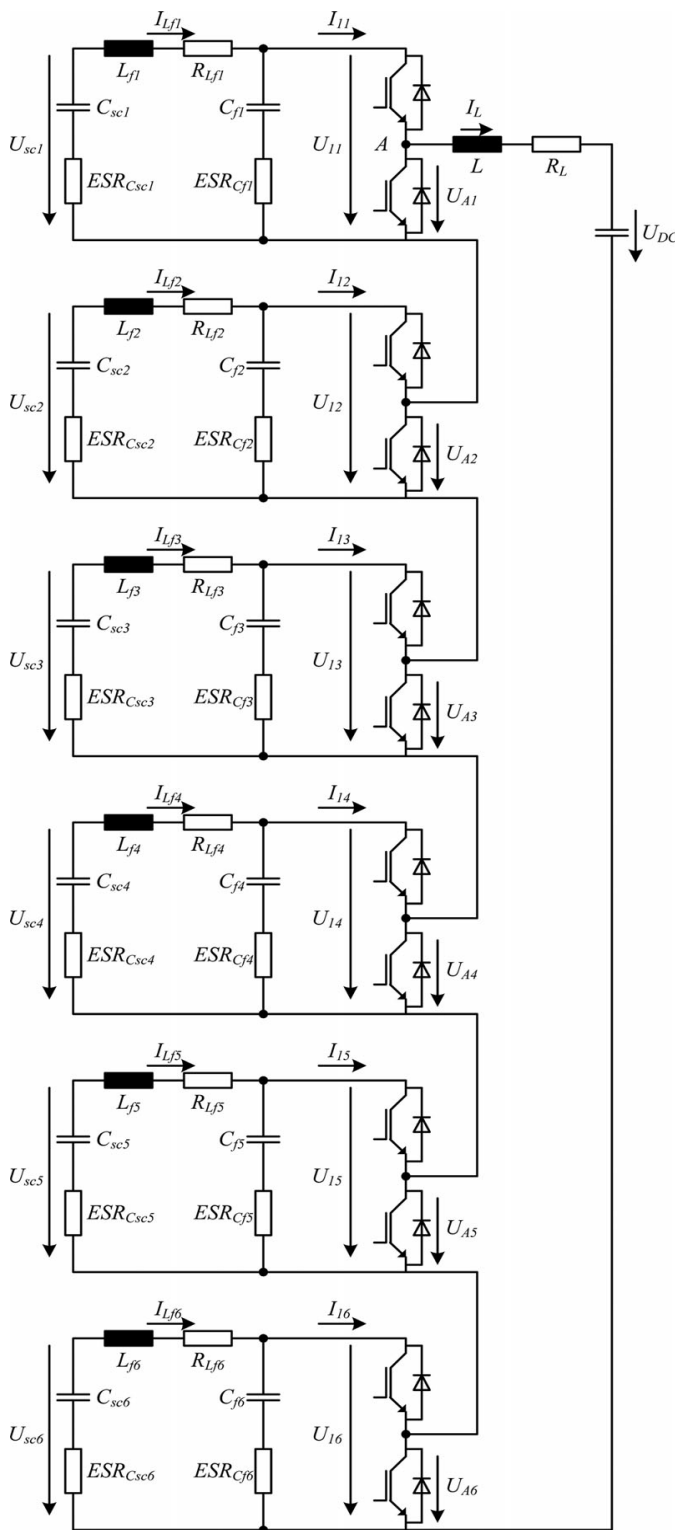 I_Lf1 I_11
L_f1 R_Lf1
C_sc1 C_f1 I_L
U_sc1 U_11 A
L R_L
ESR_Csc1 ESR_Cf1 U_A1
U_DC
I_Lf2 I_12
L_f2 R_Lf2
C_sc2 C_f2
U_sc2 U_12
ESR_Csc2 ESR_Cf2 U_A2
I_Lf3 I_13
L_f3 R_Lf3
C_sc3 C_f3
U_sc3 U_13
ESR_Csc3 ESR_Cf3 U_A3
I_Lf4 I_14
L_f4 R_Lf4
C_sc4 C_f4
U_sc4 U_14
ESR_Csc4 ESR_Cf4 U_A4
I_Lf5 I_15
L_f5 R_Lf5
C_sc5 C_f5
U_sc5 U_15
ESR_Csc5 ESR_Cf5 U_A5
I_Lf6 I_16
L_f6 R_Lf6
C_sc6 C_f6
U_sc6 U_16
ESR_Csc6 ESR_Cf6 U_A6